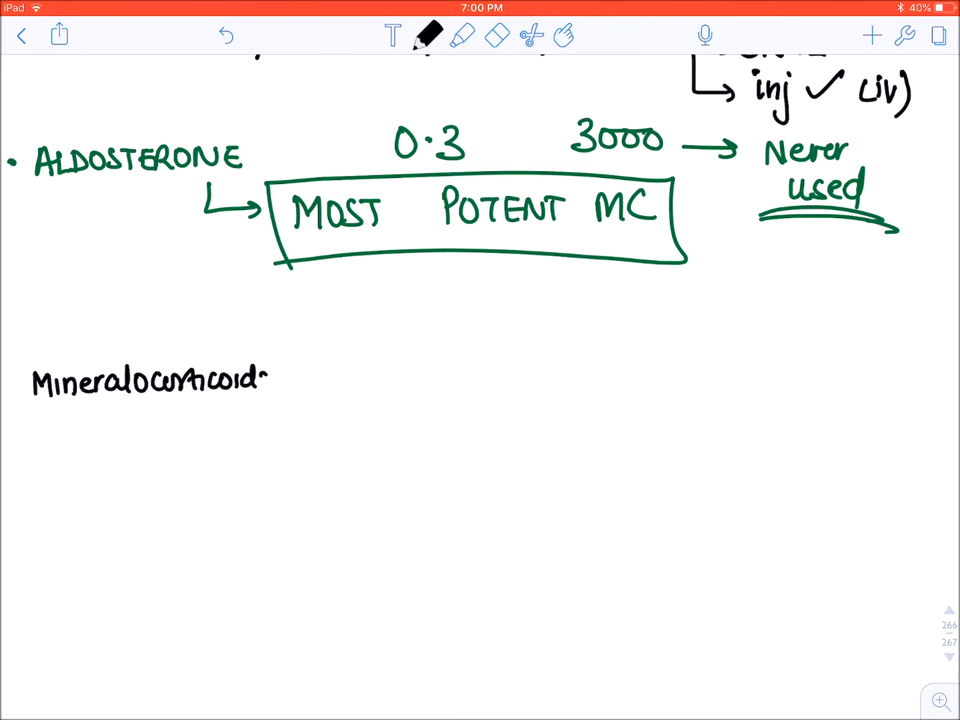 iPad 7:00 PM 40%
T
inj ✓ (iv)
• ALDOSTERONE 0.3 3000 → Never used
↳ MOST POTENT MC
Mineralocorticoid
266
267